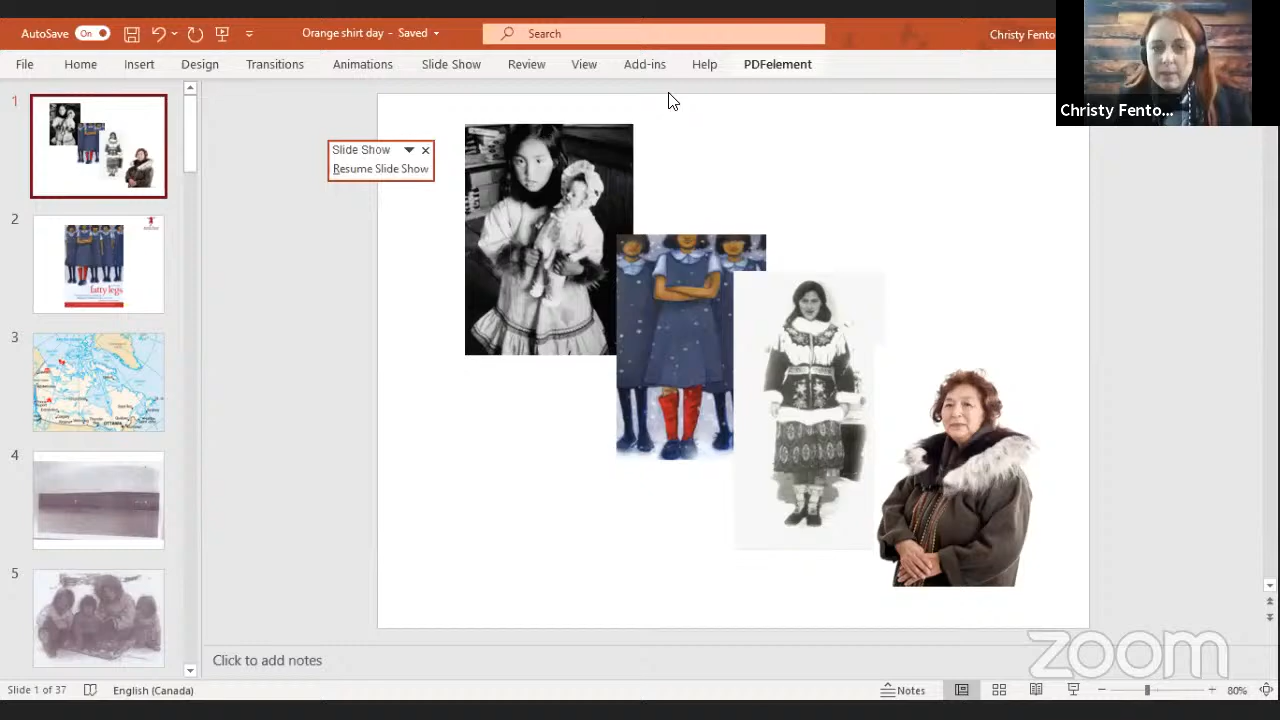 AutoSave On Orange shirt day - Saved Search Christy Fento
File Home Insert Design Transitions Animations Slide Show Review View Add-ins Help PDFelement
Christy Fento...
1
Slide Show
Resume Slide Show
2
fatty legs
3
4
5
Click to add notes
zoom
Slide 1 of 37 English (Canada) Notes 80%